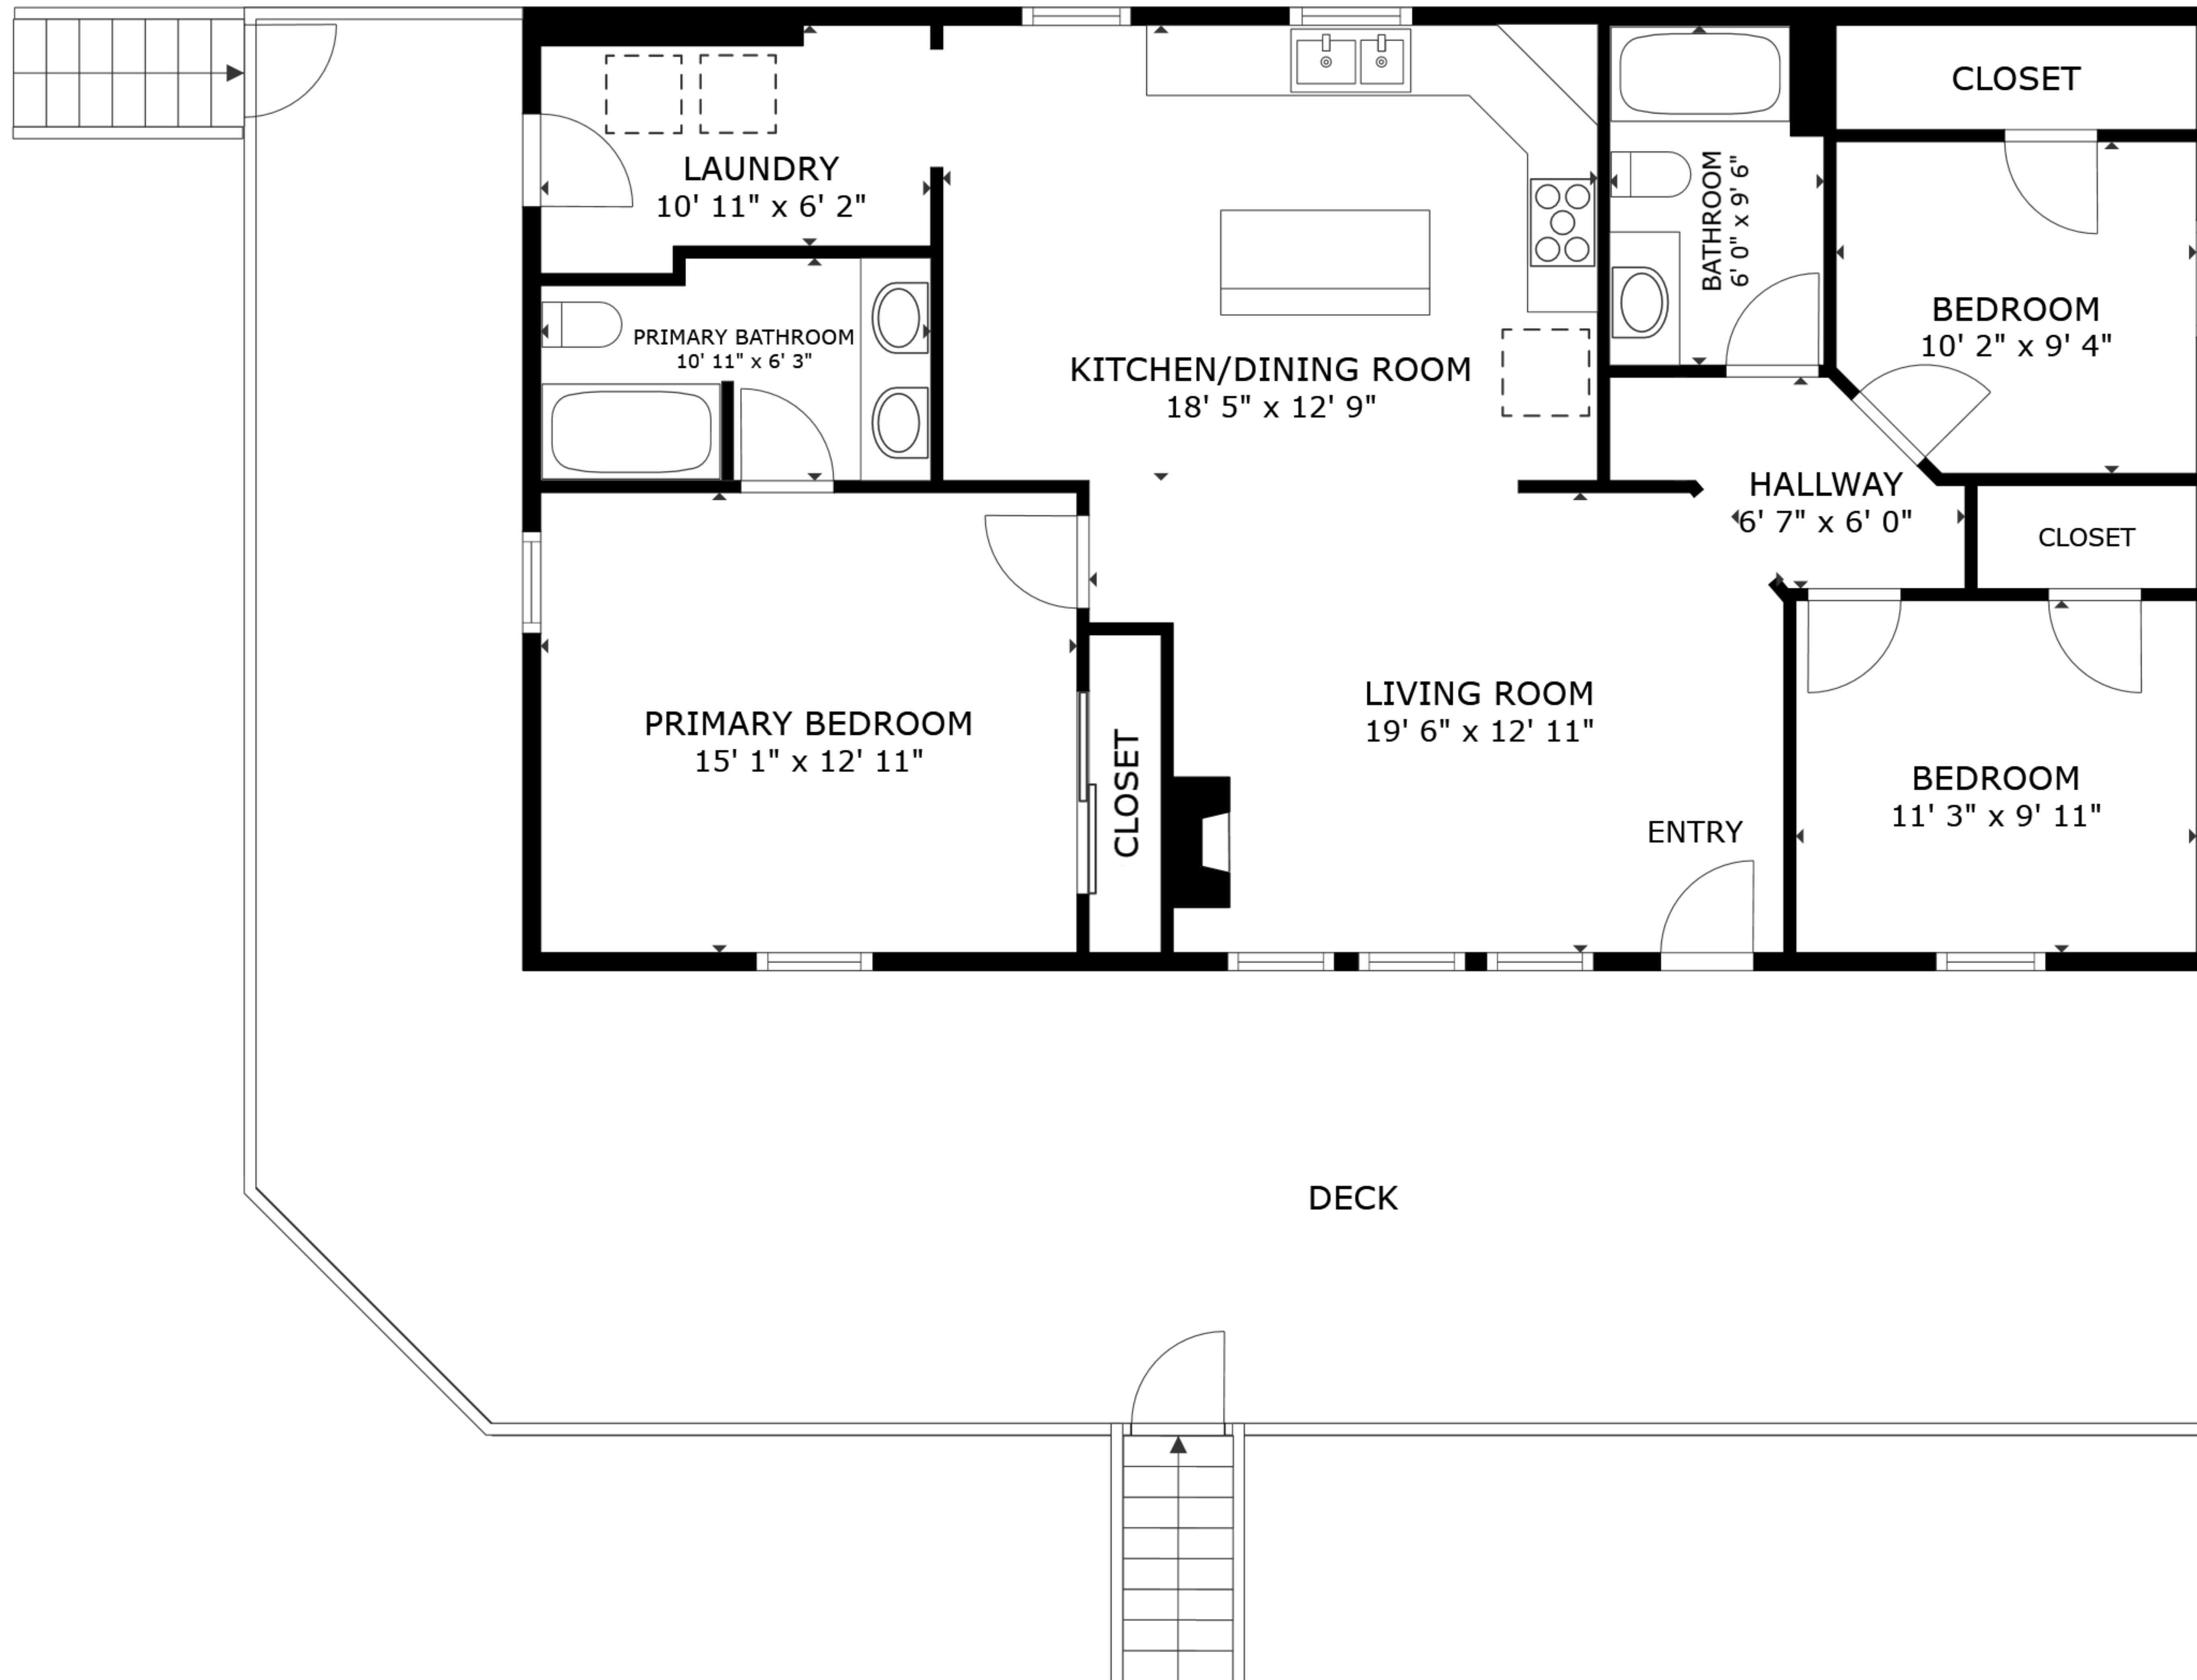 CLOSET
LAUNDRY
10' 11" x 6' 2"
BATHROOM
6' 0" x 9' 6"
BEDROOM
10' 2" x 9' 4"
PRIMARY BATHROOM
10' 11" x 6' 3"
KITCHEN/DINING ROOM
18' 5" x 12' 9"
HALLWAY
6' 7" x 6' 0"
CLOSET
PRIMARY BEDROOM
15' 1" x 12' 11"
CLOSET
LIVING ROOM
19' 6" x 12' 11"
ENTRY
BEDROOM
11' 3" x 9' 11"
DECK